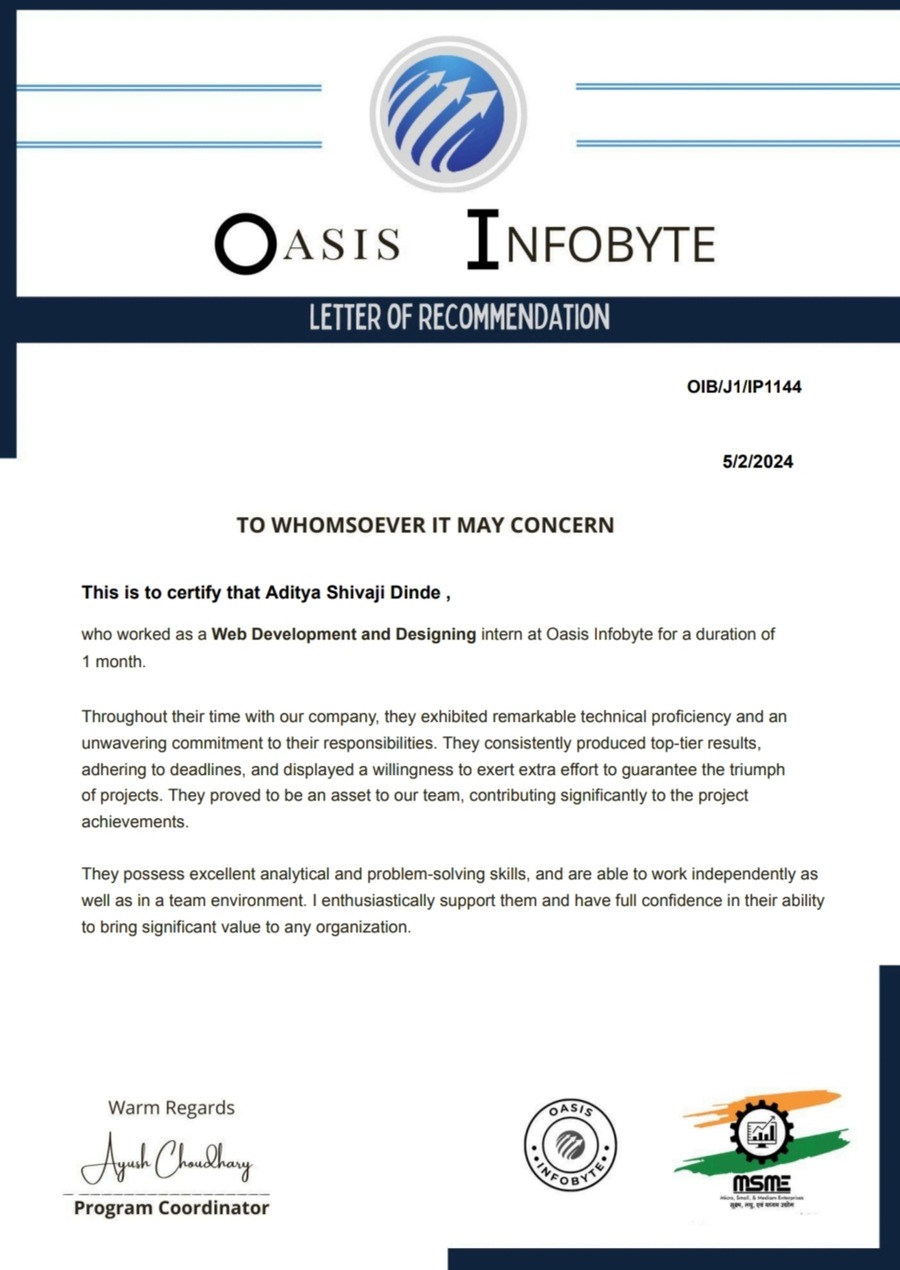 OASIS INFOBYTE
LETTER OF RECOMMENDATION
OIB/J1/IP1144
5/2/2024
TO WHOMSOEVER IT MAY CONCERN
This is to certify that Aditya Shivaji Dinde ,
who worked as a Web Development and Designing intern at Oasis Infobyte for a duration of
1 month.
Throughout their time with our company, they exhibited remarkable technical proficiency and an
unwavering commitment to their responsibilities. They consistently produced top-tier results,
adhering to deadlines, and displayed a willingness to exert extra effort to guarantee the triumph
of projects. They proved to be an asset to our team, contributing significantly to the project
achievements.
They possess excellent analytical and problem-solving skills, and are able to work independently as
well as in a team environment. I enthusiastically support them and have full confidence in their ability
to bring significant value to any organization.
Warm Regards
Ayush Choudhary
Program Coordinator
OASIS
INFOBYTE
MSME
Micro, Small, & Medium Enterprises
सूक्ष्म, लघु, एवं मध्यम उद्योग